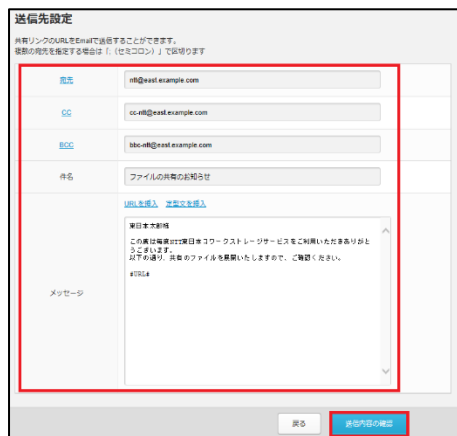 送信先設定
共有リンクのURLをEmailで送信することができます。
複数の宛先を指定する場合は「;（セミコロン）」で区切ります
宛先
ntt@east.example.com
CC
cc-ntt@east.example.com
BCC
bbc-ntt@east.example.com
件名
ファイルの共有のお知らせ
URLを挿入 定型文を挿入
メッセージ
東日本太郎様
この度は毎度NTT東日本コワークストレージサービスをご利用いただきありがと
うございます。
以下の通り、共有のファイルを展開いたしますので、ご確認ください。
#URL#
戻る
送信内容の確認